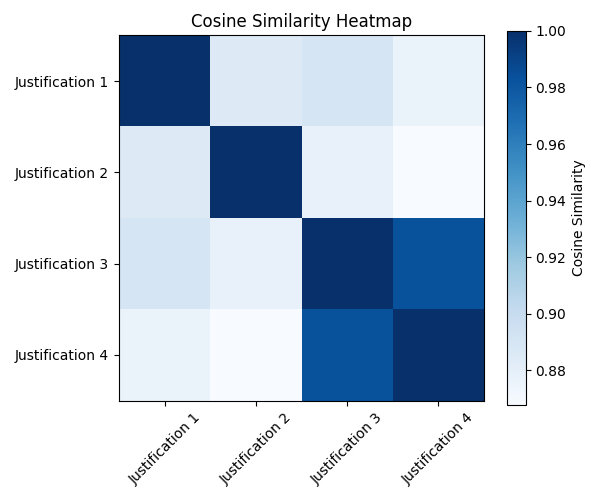 Cosine Similarity Heatmap
Justification 1
Justification 2
Justification 3
Justification 4
Justification 1
Justification 2
Justification 3
Justification 4
1.00
0.98
0.96
0.94
0.92
0.90
0.88
Cosine Similarity